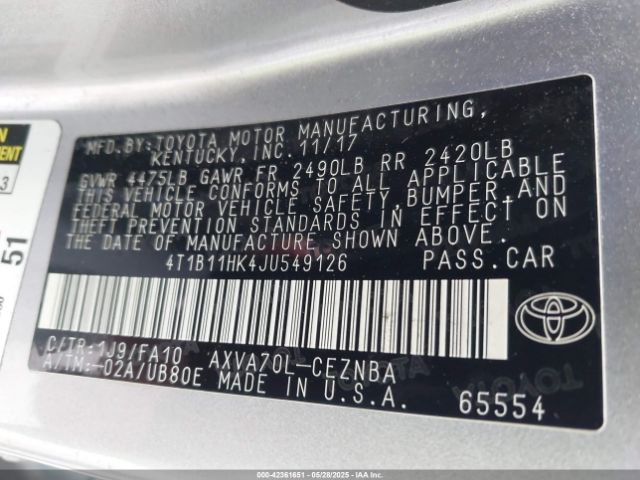 MFD.BY:TOYOTA MOTOR MANUFACTURING,
KENTUCKY,INC. 11/17
GVWR 4475LB GAWR FR 2490LB RR 2420LB
THIS VEHICLE CONFORMS TO ALL APPLICABLE
FEDERAL MOTOR VEHICLE SAFETY,BUMPER,AND
THEFT PREVENTION STANDARDS IN EFFECT ON
THE DATE OF MANUFACTURE SHOWN ABOVE.
4T1B11HK4JU549126 PASS.CAR
C/TR:1J9/FA10 AXVA70L-CEZNBA
A/TM:-02A/UB80E MADE IN U.S.A. 65554
51
000-42361651 | 05/28/2025 | IAAI